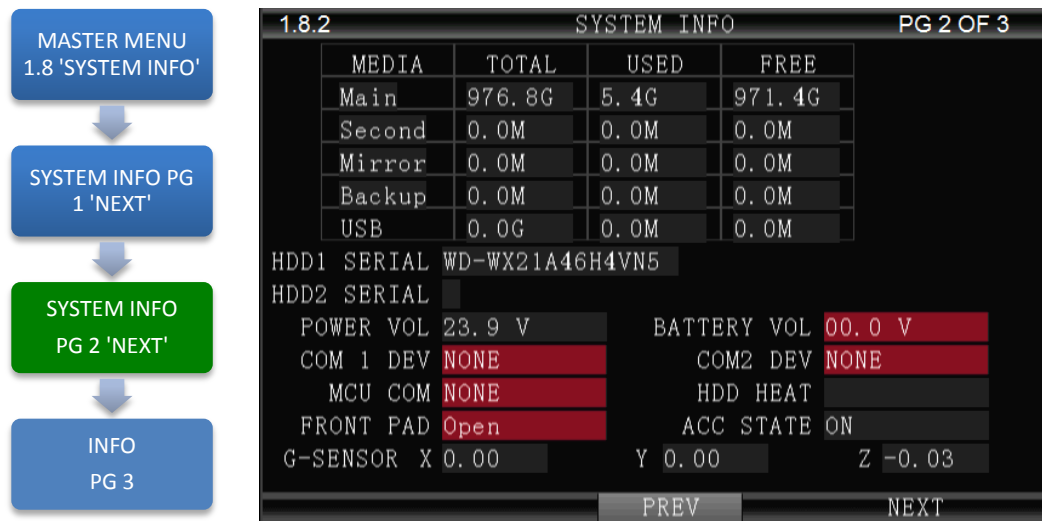 MASTER MENU
1.8 'SYSTEM INFO'
SYSTEM INFO PG
1 'NEXT'
SYSTEM INFO
PG 2 'NEXT'
INFO
PG 3
1.8.2 SYSTEM INFO PG 2 OF 3
MEDIA TOTAL USED FREE
Main 976.8G 5.4G 971.4G
Second 0.0M 0.0M 0.0M
Mirror 0.0M 0.0M 0.0M
Backup 0.0M 0.0M 0.0M
USB 0.0G 0.0M 0.0M
HDD1 SERIAL WD-WX21A46H4VN5
HDD2 SERIAL
POWER VOL 23.9 V BATTERY VOL 00.0 V
COM 1 DEV NONE COM2 DEV NONE
MCU COM NONE HDD HEAT
FRONT PAD Open ACC STATE ON
G-SENSOR X 0.00 Y 0.00 Z -0.03
PREV NEXT